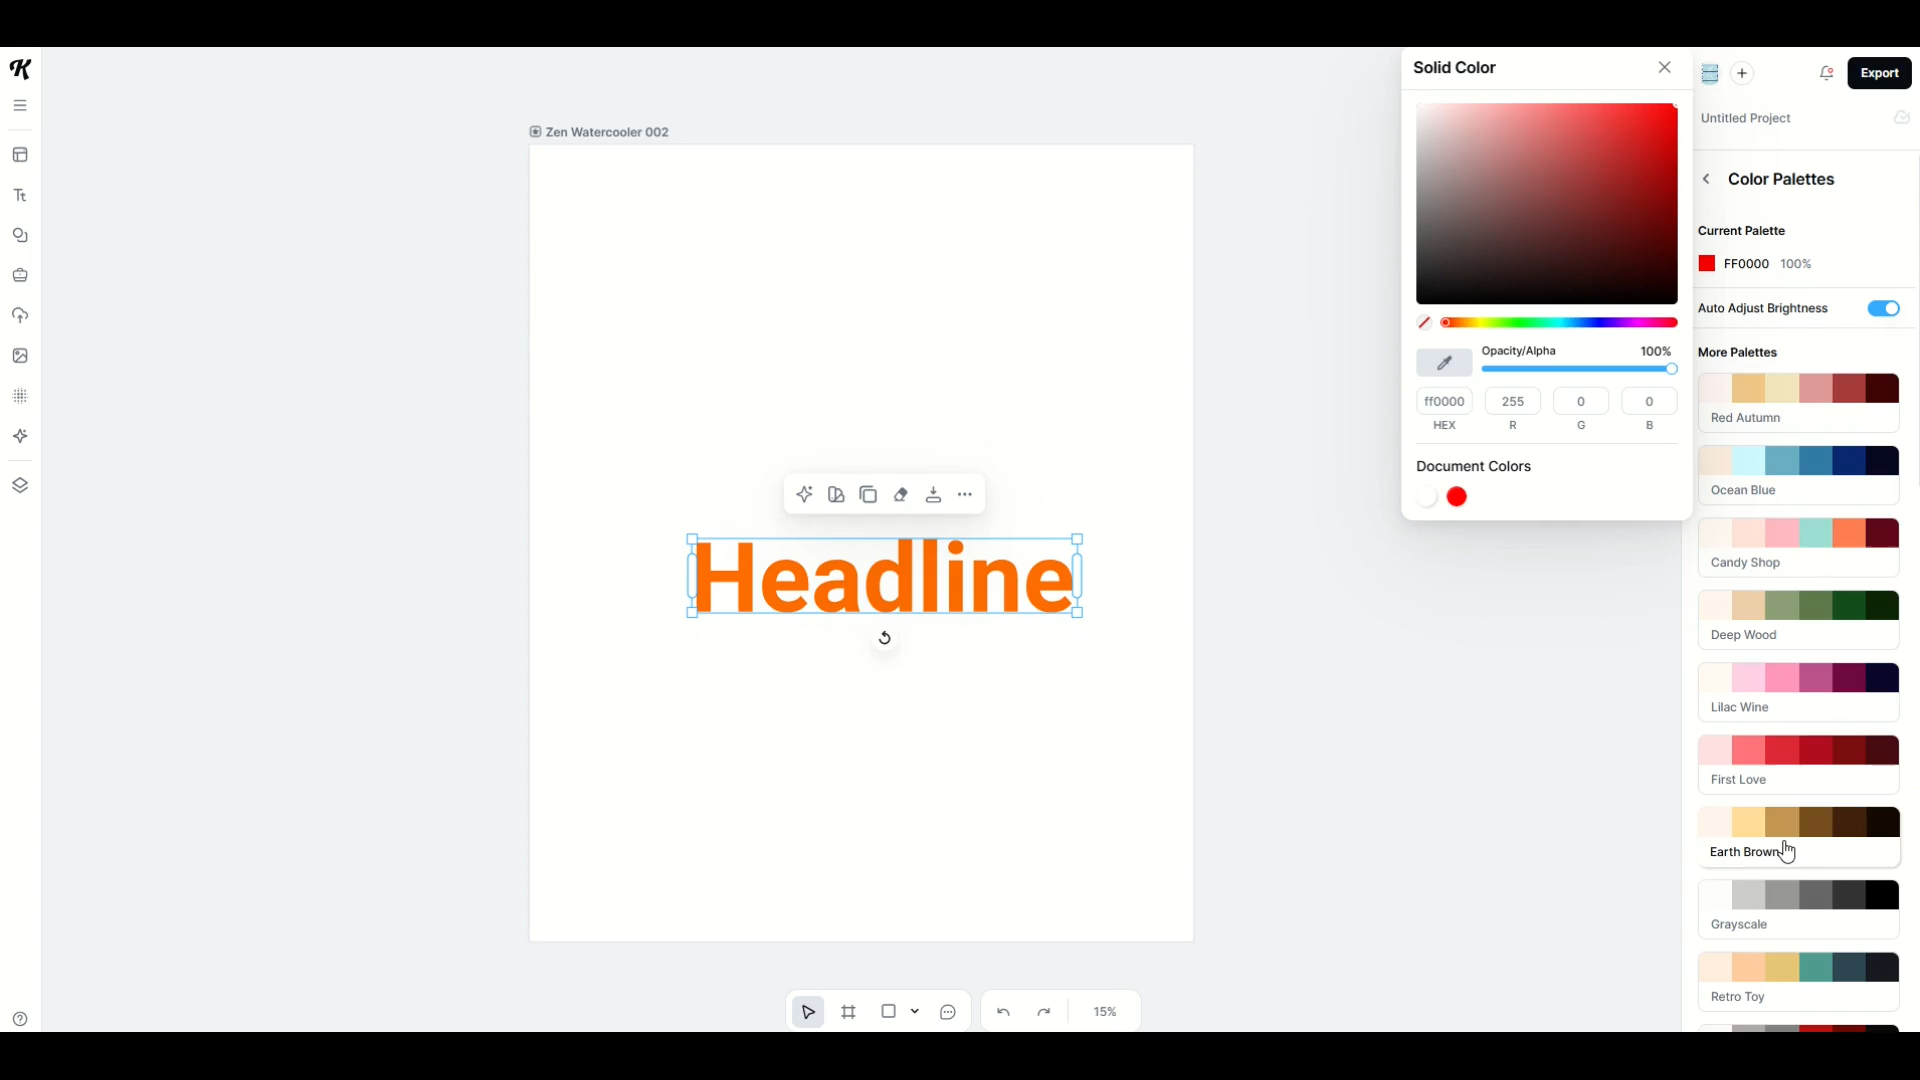 K
Zen Watercooler 002
Headline
15%
Solid Color
Opacity/Alpha 100%
ff0000 255 0 0
HEX R G B
Document Colors
Export
Untitled Project
Color Palettes
Current Palette
FF0000 100%
Auto Adjust Brightness
More Palettes
Red Autumn
Ocean Blue
Candy Shop
Deep Wood
Lilac Wine
First Love
Earth Brown
Grayscale
Retro Toy